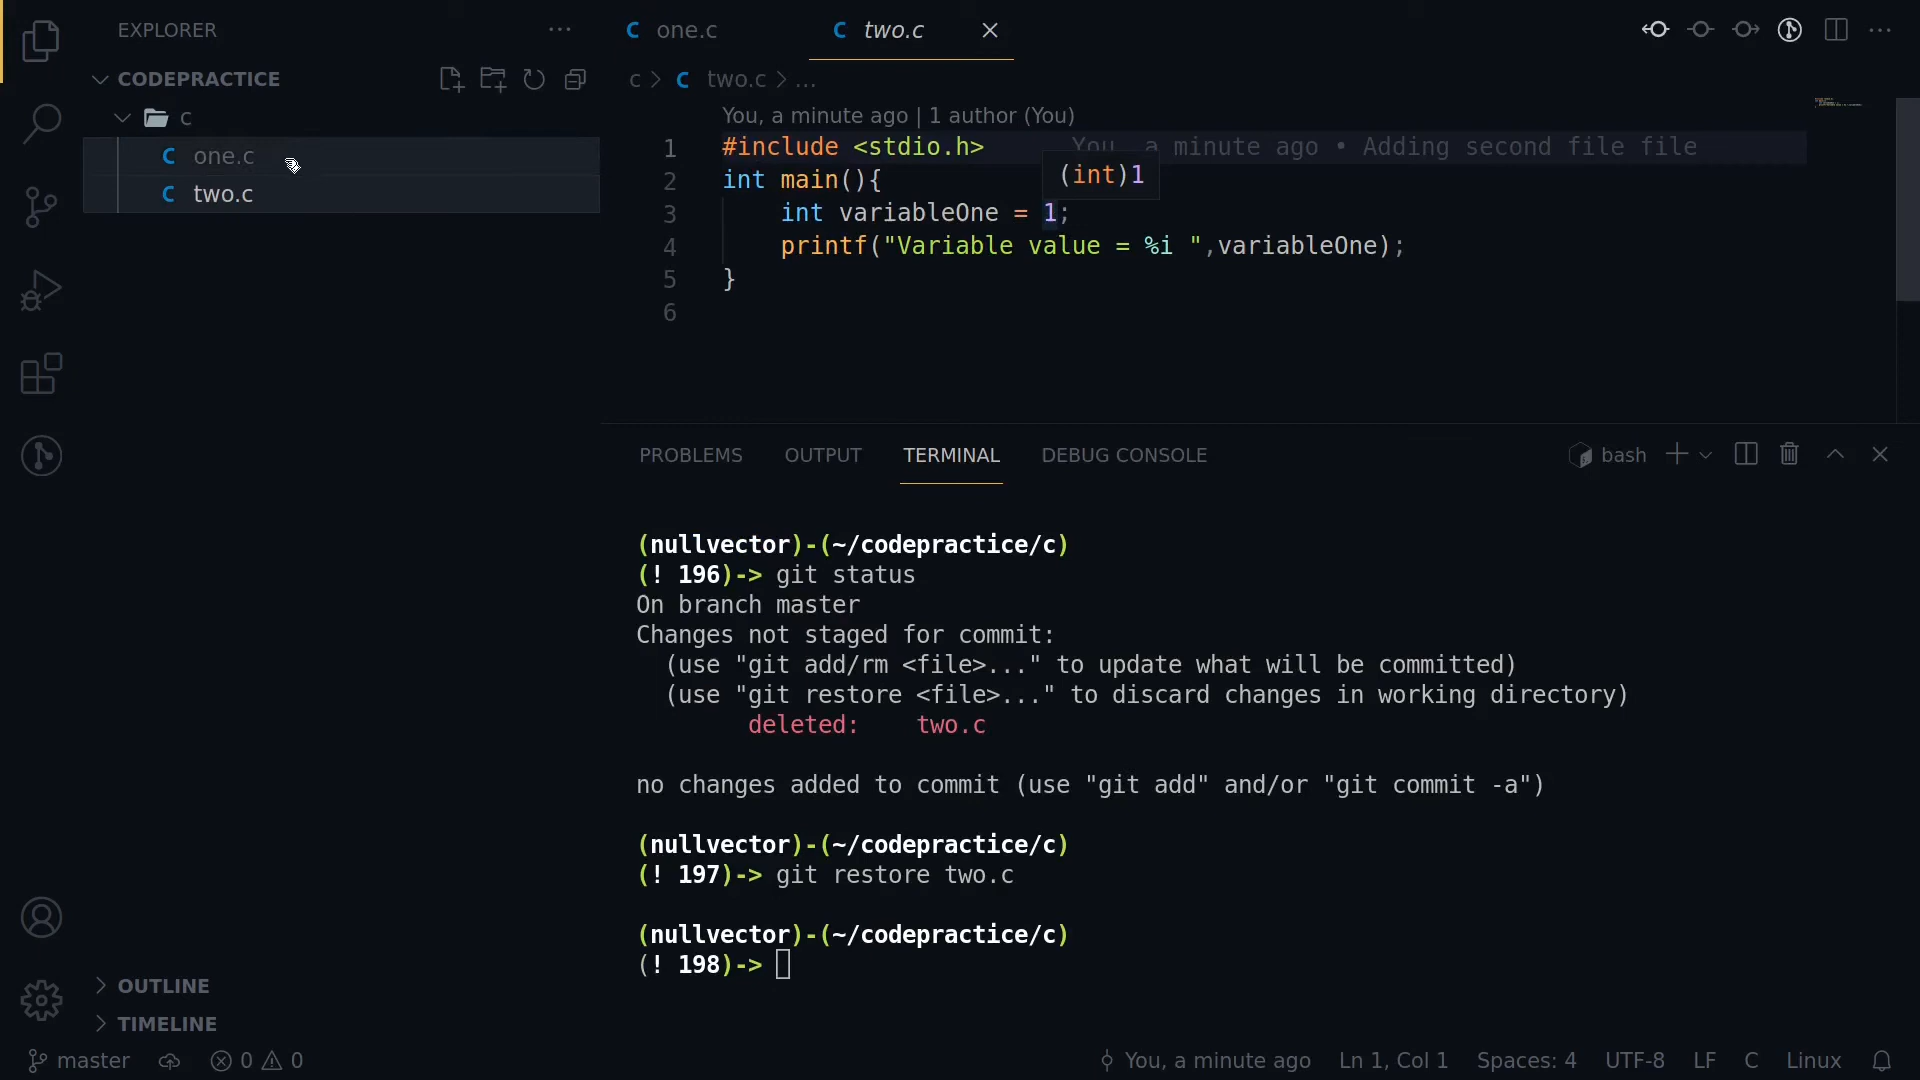 EXPLORER
CODEPRACTICE
c
C one.c
C two.c
OUTLINE
TIMELINE
C one.c
C two.c
c > C two.c > ...
You, a minute ago | 1 author (You)
1 #include <stdio.h> You, a minute ago • Adding second file file
(int)1
2 int main(){
3 int variableOne = 1;
4 printf("Variable value = %i ",variableOne);
5 }
6
PROBLEMS OUTPUT TERMINAL DEBUG CONSOLE
bash
(nullvector)-(~/codepractice/c)
(! 196)-> git status
On branch master
Changes not staged for commit:
(use "git add/rm <file>..." to update what will be committed)
(use "git restore <file>..." to discard changes in working directory)
deleted: two.c
no changes added to commit (use "git add" and/or "git commit -a")
(nullvector)-(~/codepractice/c)
(! 197)-> git restore two.c
(nullvector)-(~/codepractice/c)
(! 198)->
master 0 0 You, a minute ago Ln 1, Col 1 Spaces: 4 UTF-8 LF C Linux